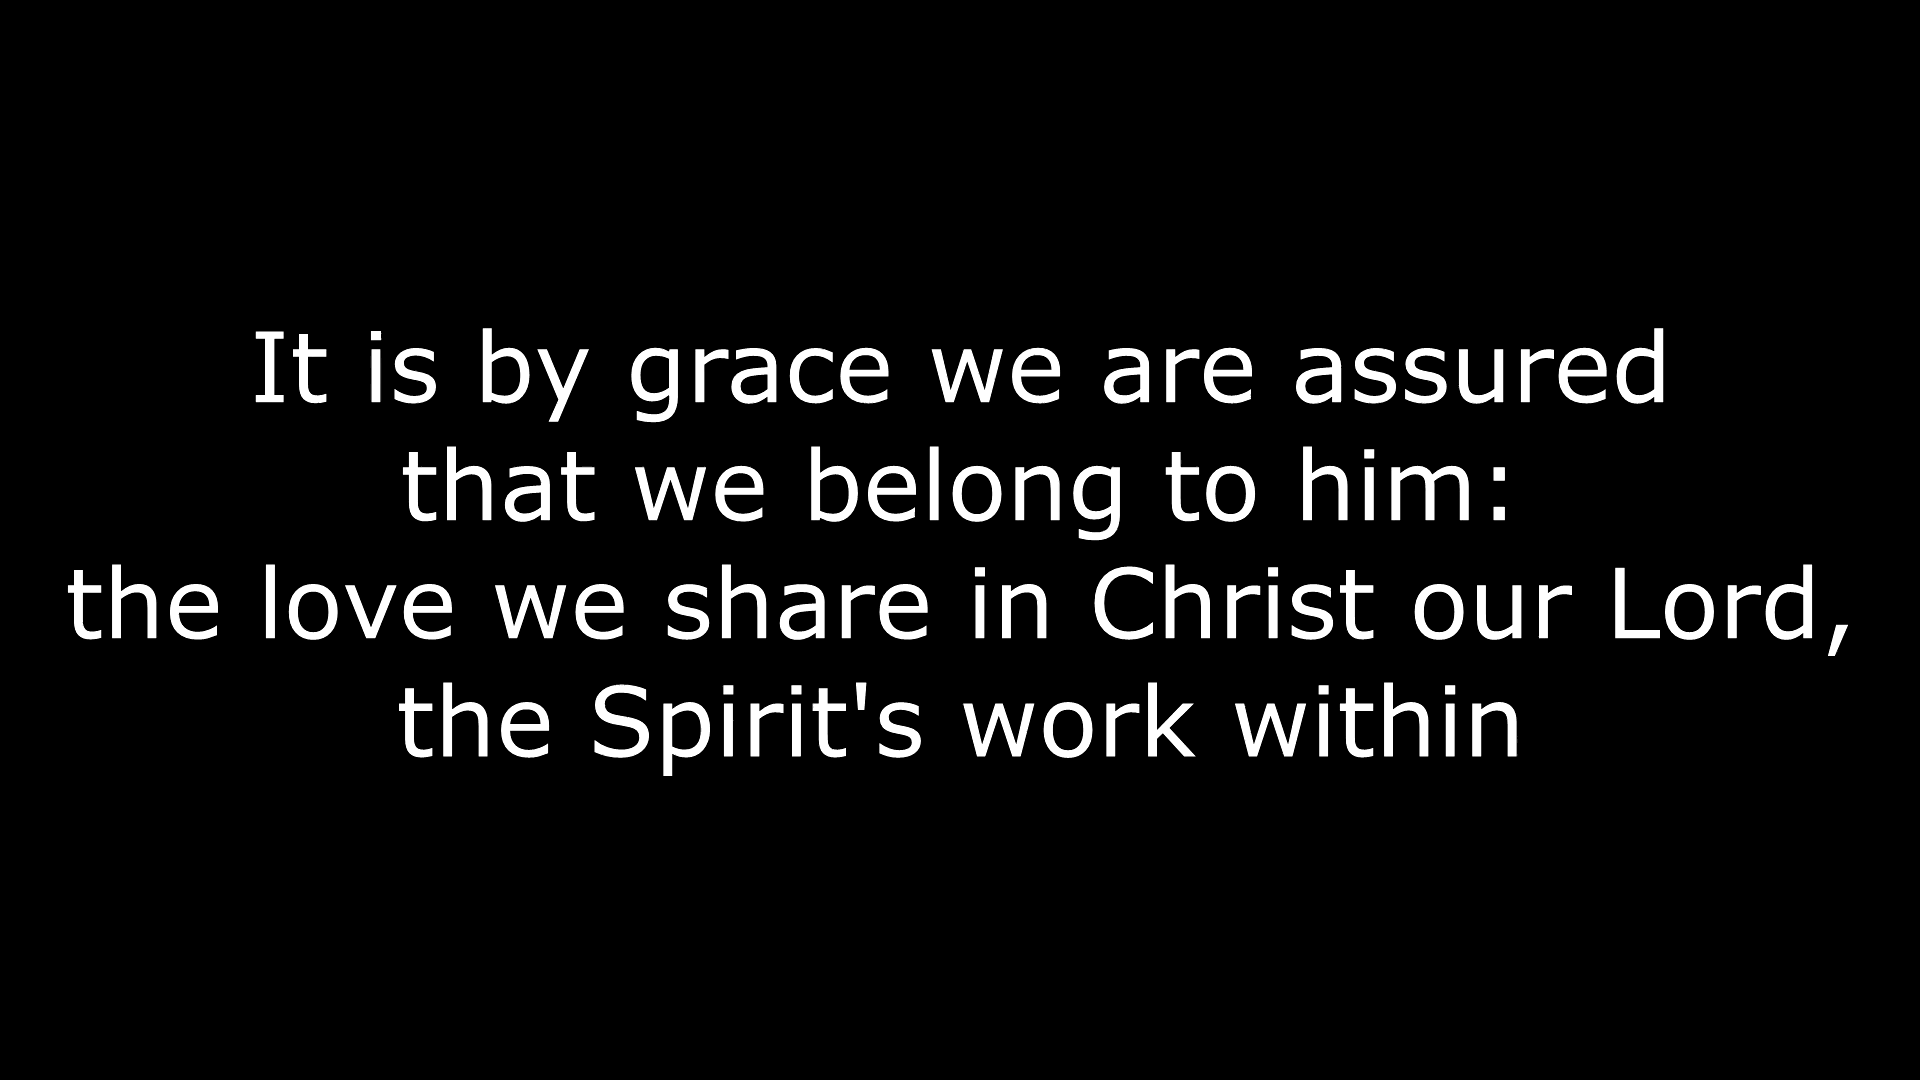 It is by grace we are assured
that we belong to him:
the love we share in Christ our Lord,
the Spirit's work within